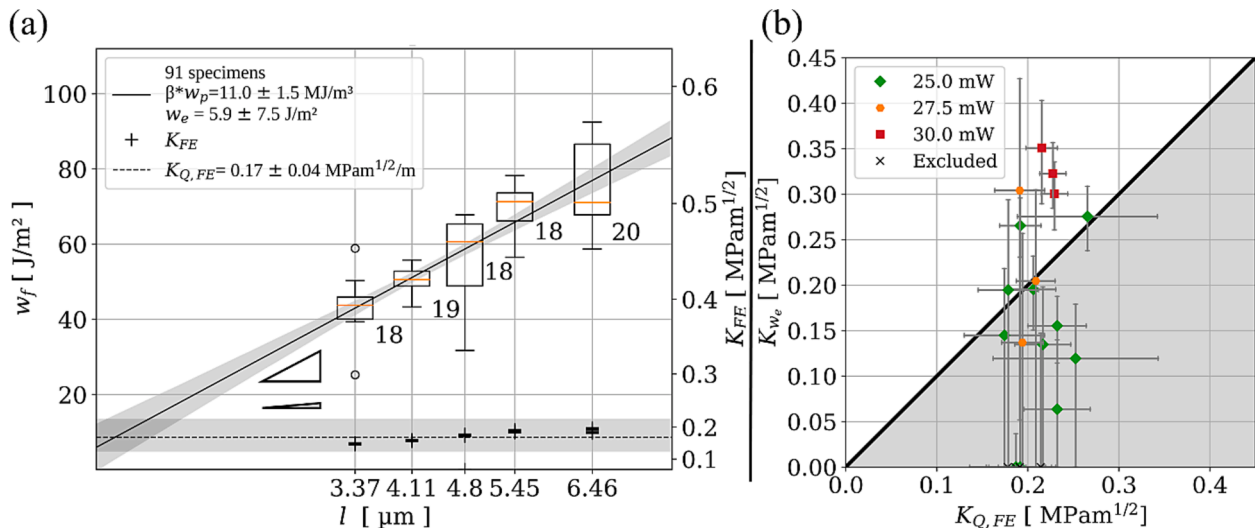 (a)
91 specimens
β*w_p=11.0 ± 1.5 MJ/m³
w_e = 5.9 ± 7.5 J/m²
K_FE
K_Q,FE= 0.17 ± 0.04 MPam^1/2/m
w_f [ J/m²]
100
80
60
40
20
18
19
18
18
20
3.37 4.11 4.8 5.45 6.46
l [ µm]
0.6
0.5
0.4
0.3
0.2
0.1
K_FE [ MPam^1/2]
(b)
K_w_e [ MPam^1/2]
0.45
0.40
0.35
0.30
0.25
0.20
0.15
0.10
0.05
0.00
25.0 mW
27.5 mW
30.0 mW
Excluded
0.0 0.1 0.2 0.3 0.4
K_Q,FE [ MPam^1/2]